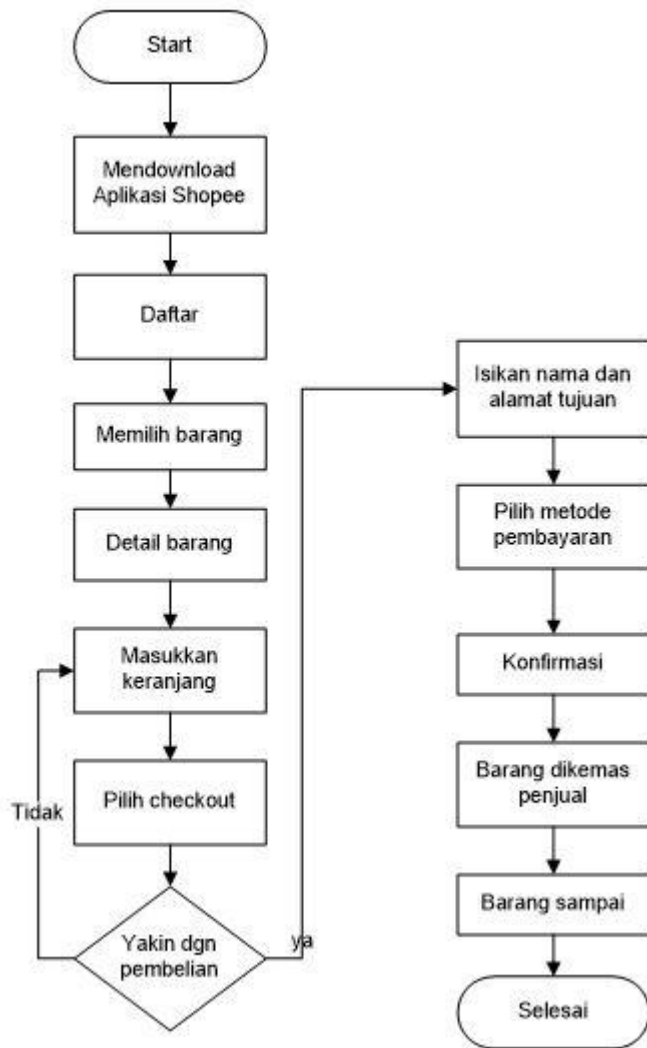 Start
Mendownload
Aplikasi Shopee
Daftar
Memilih barang
Detail barang
Masukkan
keranjang
Pilih checkout
Tidak
Yakin dgn
pembelian
ya
Isikan nama dan
alamat tujuan
Pilih metode
pembayaran
Konfirmasi
Barang dikemas
penjual
Barang sampai
Selesai